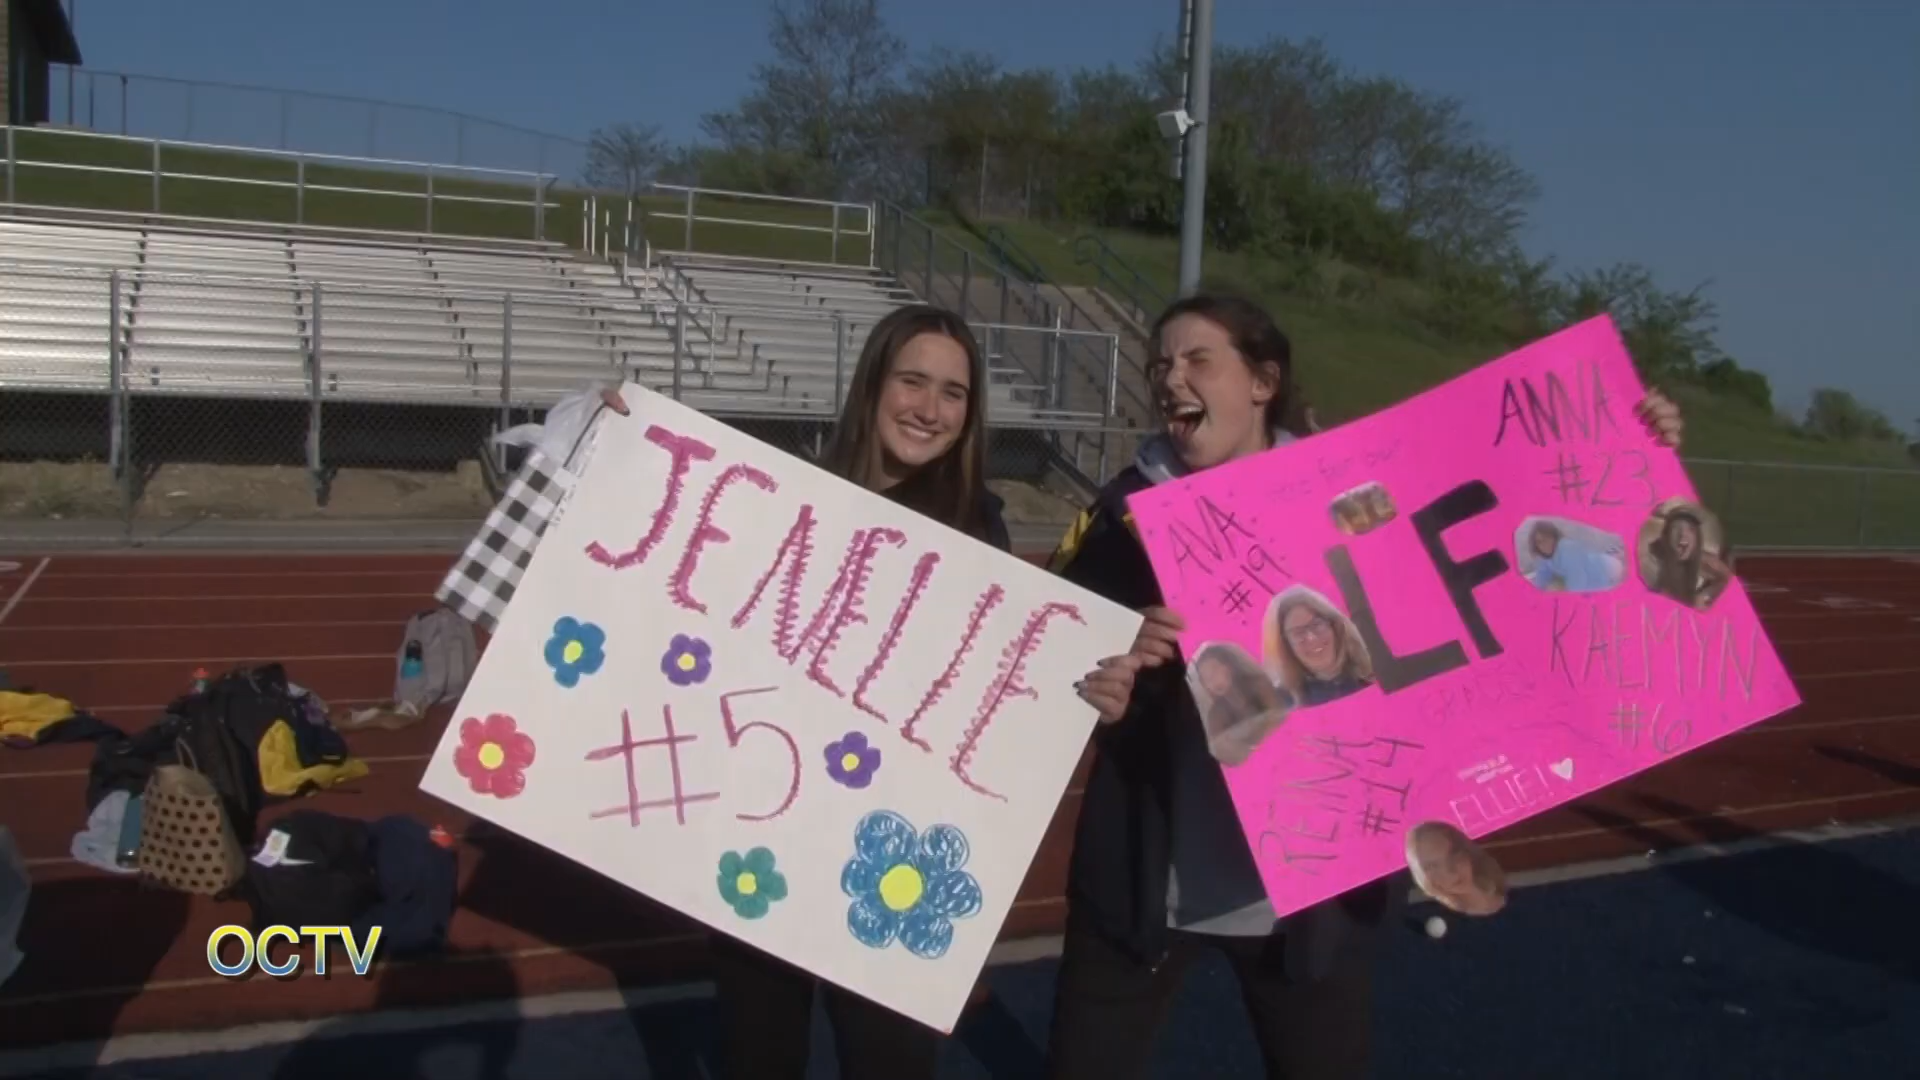 JENELLE
#5
ANNA
#23
AVA
#19
LF
KAEMYN
#6
REINA
#14
ELLIE!
OCTV